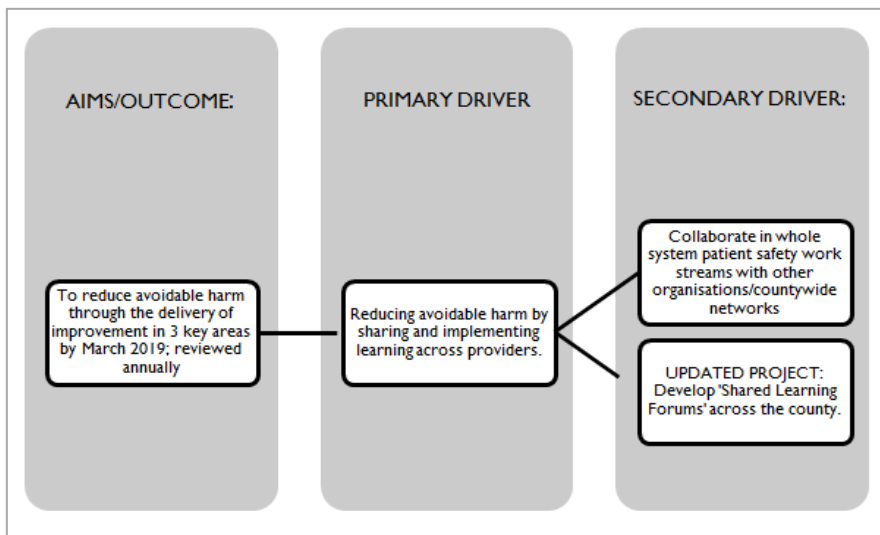 AIMS/OUTCOME:
PRIMARY DRIVER
SECONDARY DRIVER:
To reduce avoidable harm
through the delivery of
improvement in 3 key areas
by March 2019; reviewed
annually
Reducing avoidable harm by
sharing and implementing
learning across providers.
Collaborate in whole
system patient safety work
streams with other
organisations/countywide
networks
UPDATED PROJECT:
Develop 'Shared Learning
Forums' across the county.